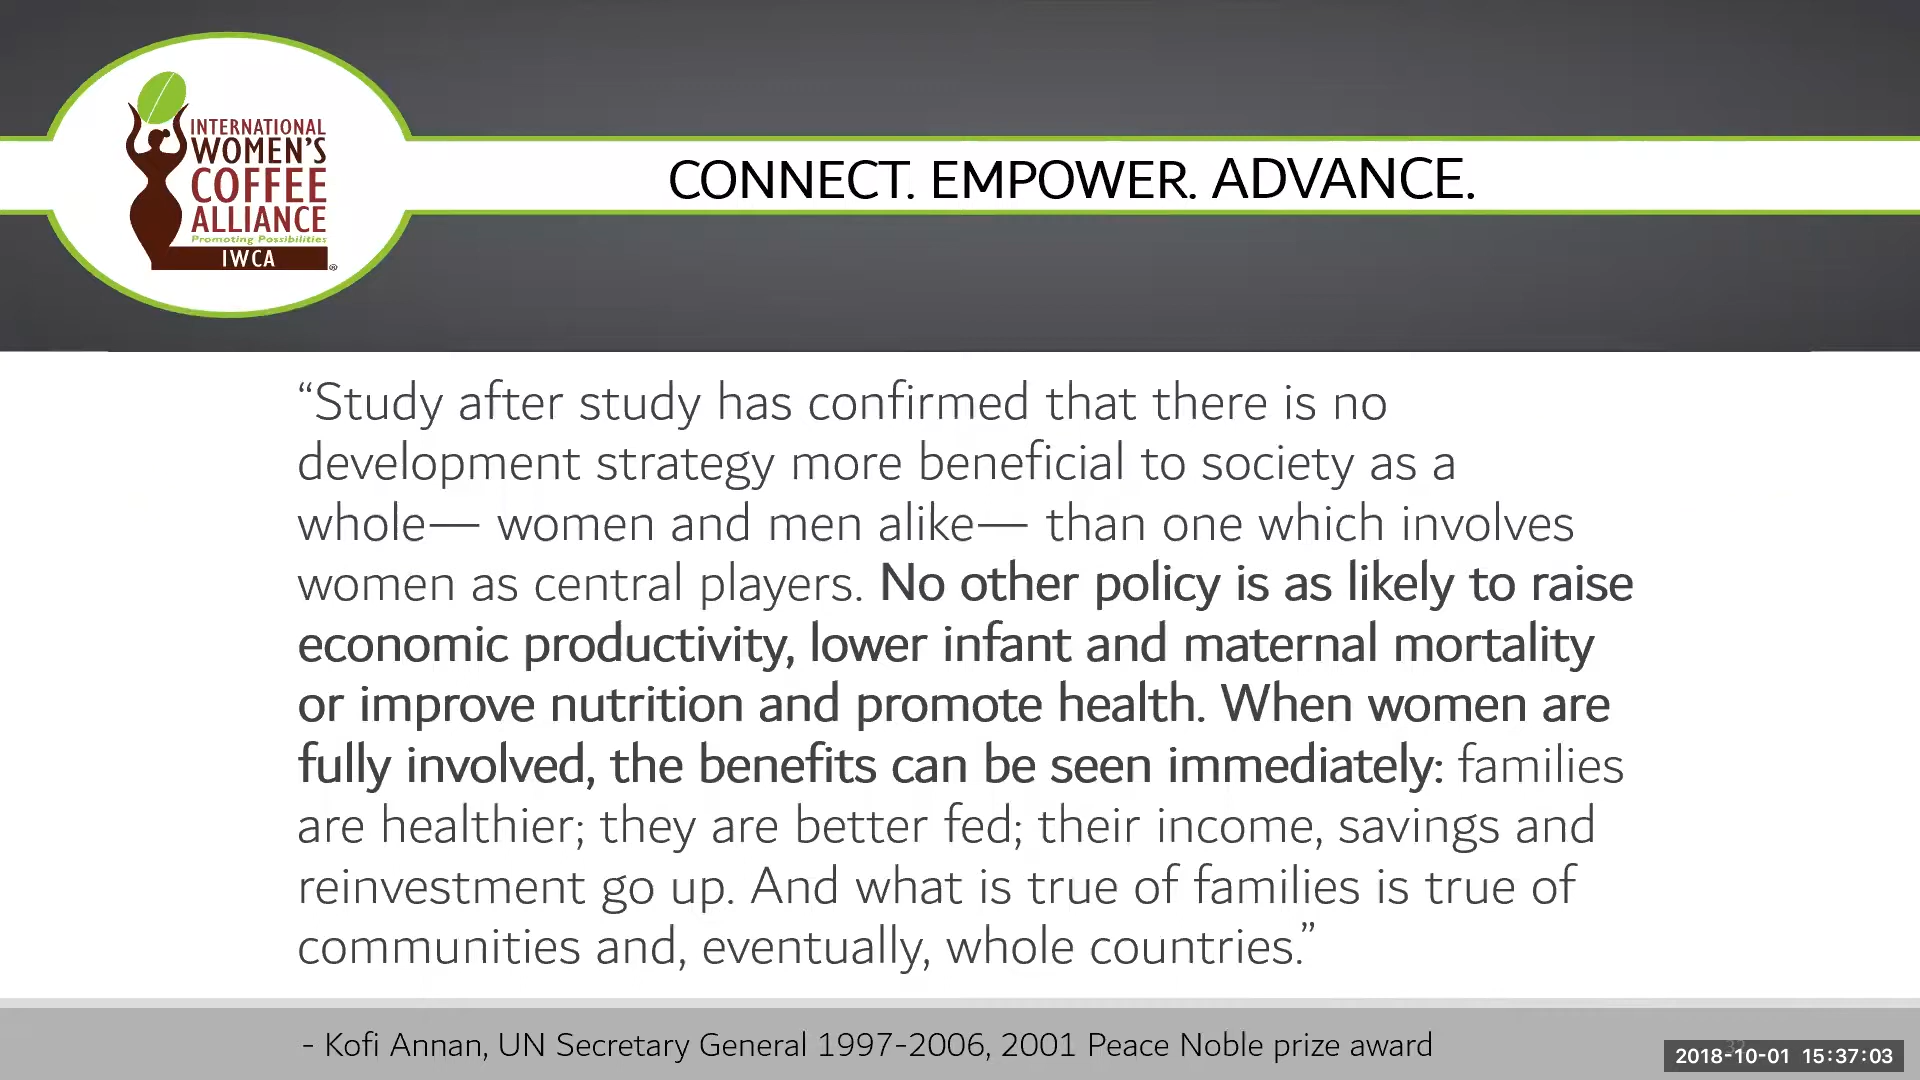 INTERNATIONAL
WOMEN'S
COFFEE
ALLIANCE
Promoting Possibilities
IWCA
®
CONNECT. EMPOWER. ADVANCE.
“Study after study has confirmed that there is no
development strategy more beneficial to society as a
whole— women and men alike— than one which involves
women as central players. No other policy is as likely to raise
economic productivity, lower infant and maternal mortality
or improve nutrition and promote health. When women are
fully involved, the benefits can be seen immediately: families
are healthier; they are better fed; their income, savings and
reinvestment go up. And what is true of families is true of
communities and, eventually, whole countries.”
- Kofi Annan, UN Secretary General 1997-2006, 2001 Peace Noble prize award
2018-10-01 15:37:03